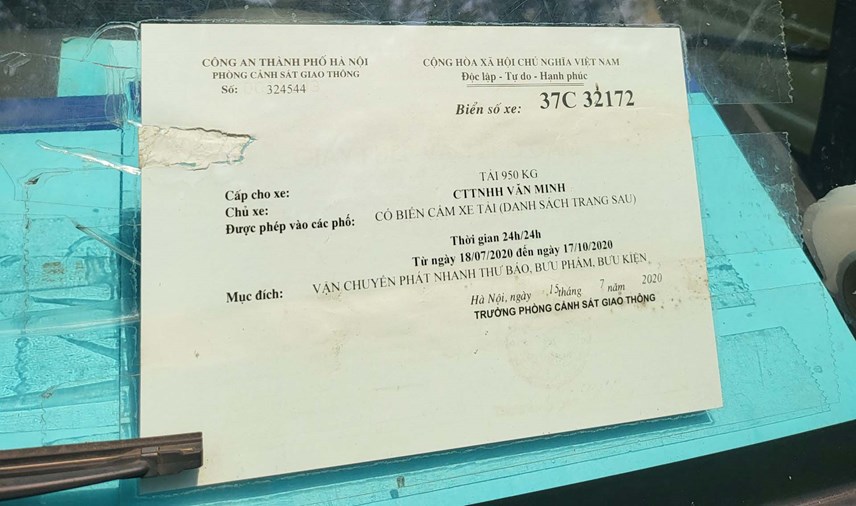 CÔNG AN THÀNH PHỐ HÀ NỘI
PHÒNG CẢNH SÁT GIAO THÔNG
Số: 324544
CỘNG HÒA XÃ HỘI CHỦ NGHĨA VIỆT NAM
Độc lập - Tự do - Hạnh phúc
Biển số xe: 37C 32172
Cấp cho xe: TẢI 950 KG
Chủ xe: CTTNHH VĂN MINH
Được phép vào các phố: CÓ BIỂN CẤM XE TẢI (DANH SÁCH TRANG SAU)
Thời gian 24h/24h
Từ ngày 18/07/2020 đến ngày 17/10/2020
Mục đích: VẬN CHUYỂN PHÁT NHANH THƯ BÁO, BƯU PHẨM, BƯU KIỆN
Hà Nội, ngày 15 tháng 7 năm 2020
TRƯỞNG PHÒNG CẢNH SÁT GIAO THÔNG